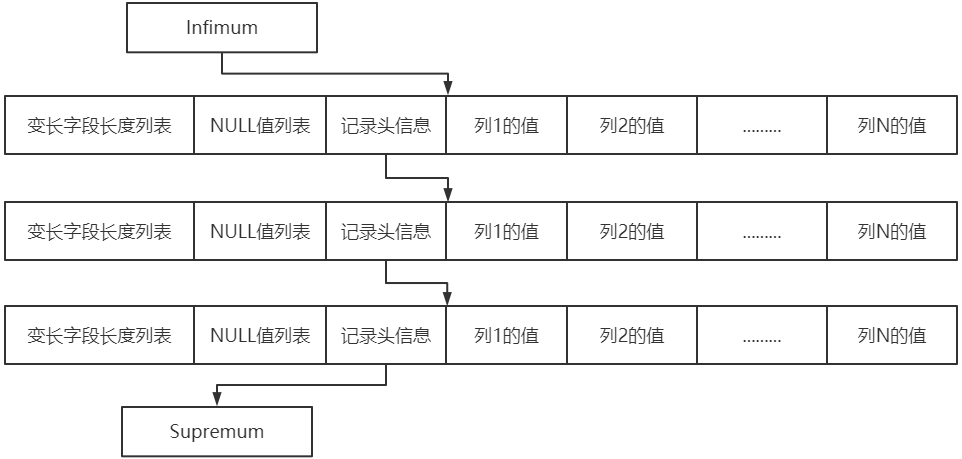 Infimum
变长字段长度列表 NULL值列表 记录头信息 列1的值 列2的值 ......... 列N的值
变长字段长度列表 NULL值列表 记录头信息 列1的值 列2的值 ......... 列N的值
变长字段长度列表 NULL值列表 记录头信息 列1的值 列2的值 ......... 列N的值
Supremum